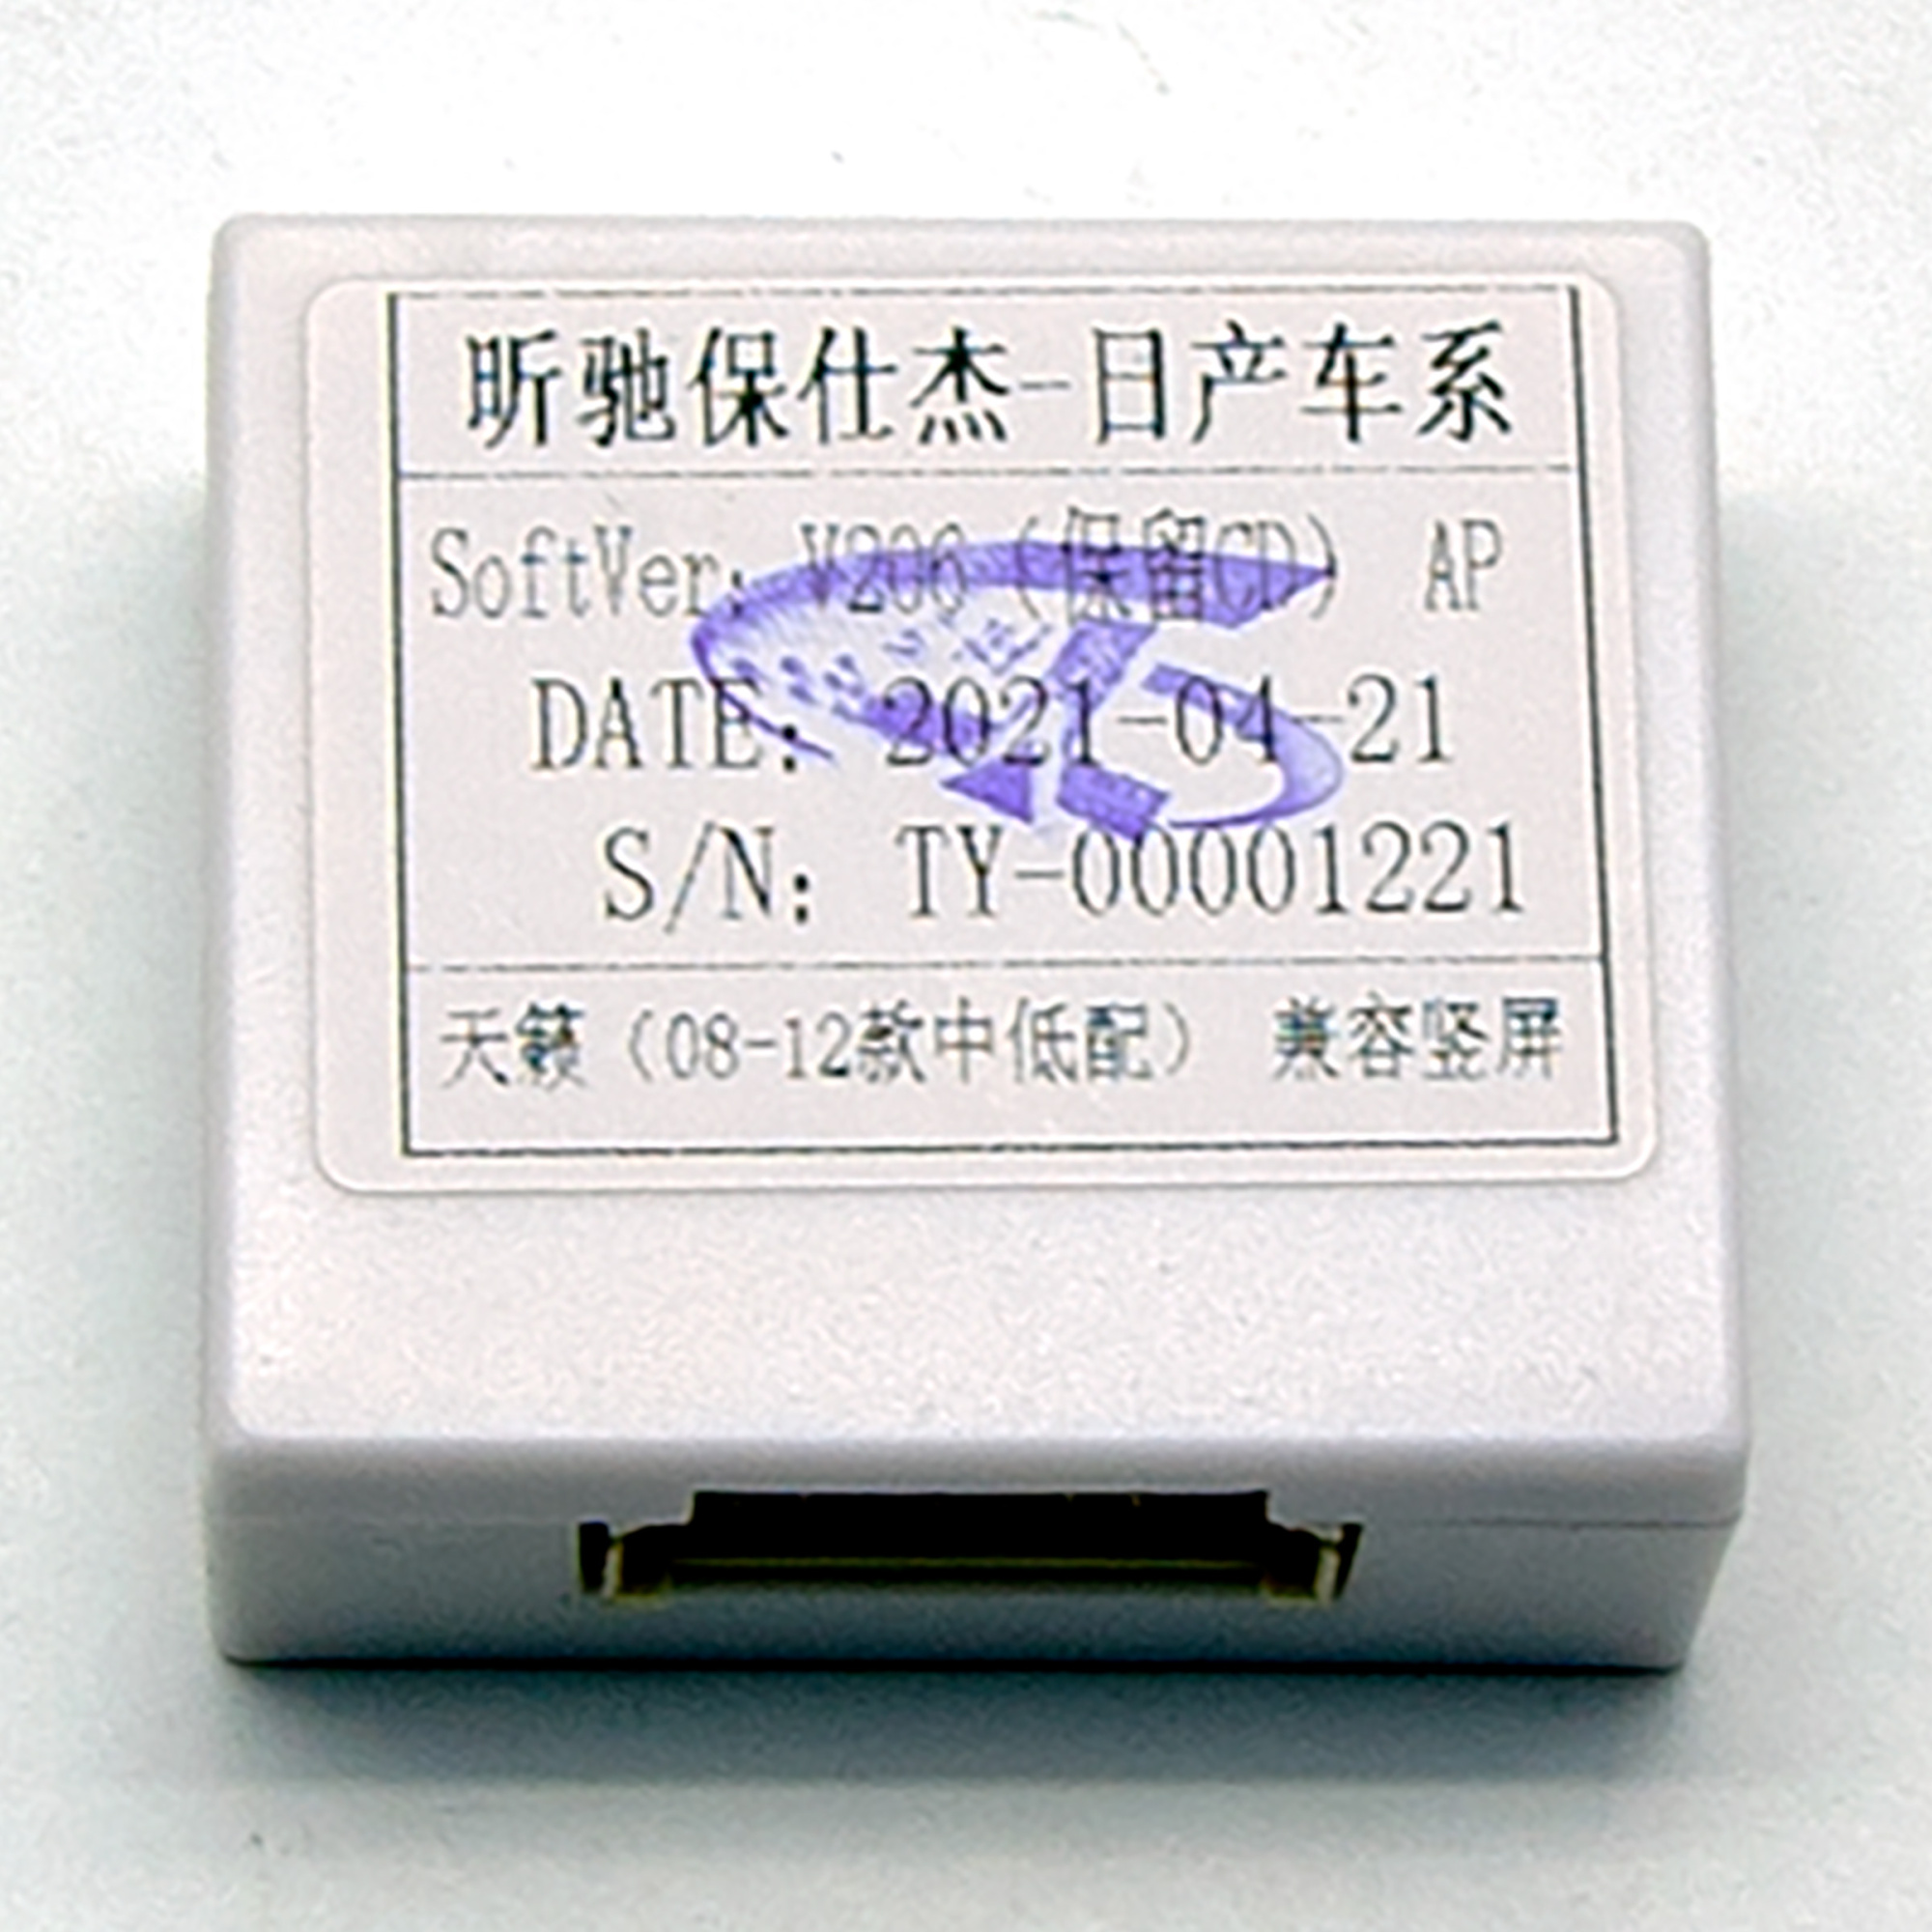 昕驰保仕杰-日产车系
SoftVer: V206（保留CD） AP
DATE: 2021-04-21
S/N: TY-00001221
天籁（08-12款中低配） 兼容竖屏